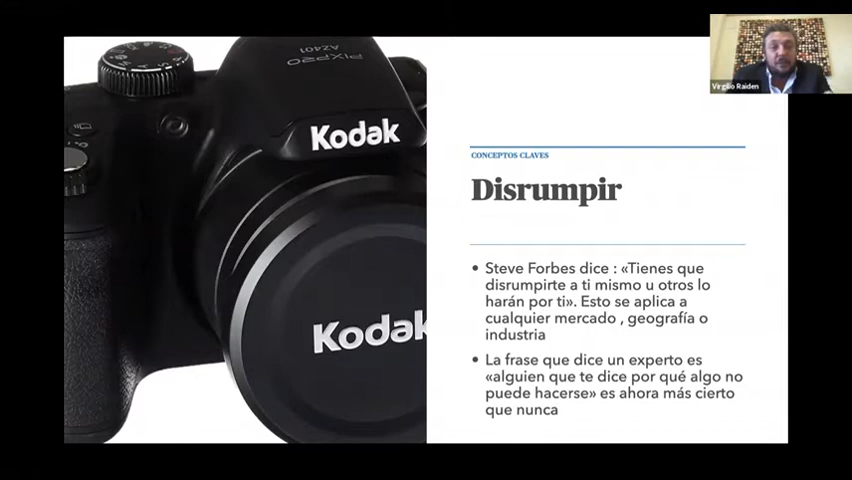 PIXPRO
AZ401
Kodak
Kodak
Virgilio Raiden
CONCEPTOS CLAVES
Disrumpir
• Steve Forbes dice : «Tienes que
disrumpirte a ti mismo u otros lo
harán por ti». Esto se aplica a
cualquier mercado , geografía o
industria
• La frase que dice un experto es
«alguien que te dice por qué algo no
puede hacerse» es ahora más cierto
que nunca